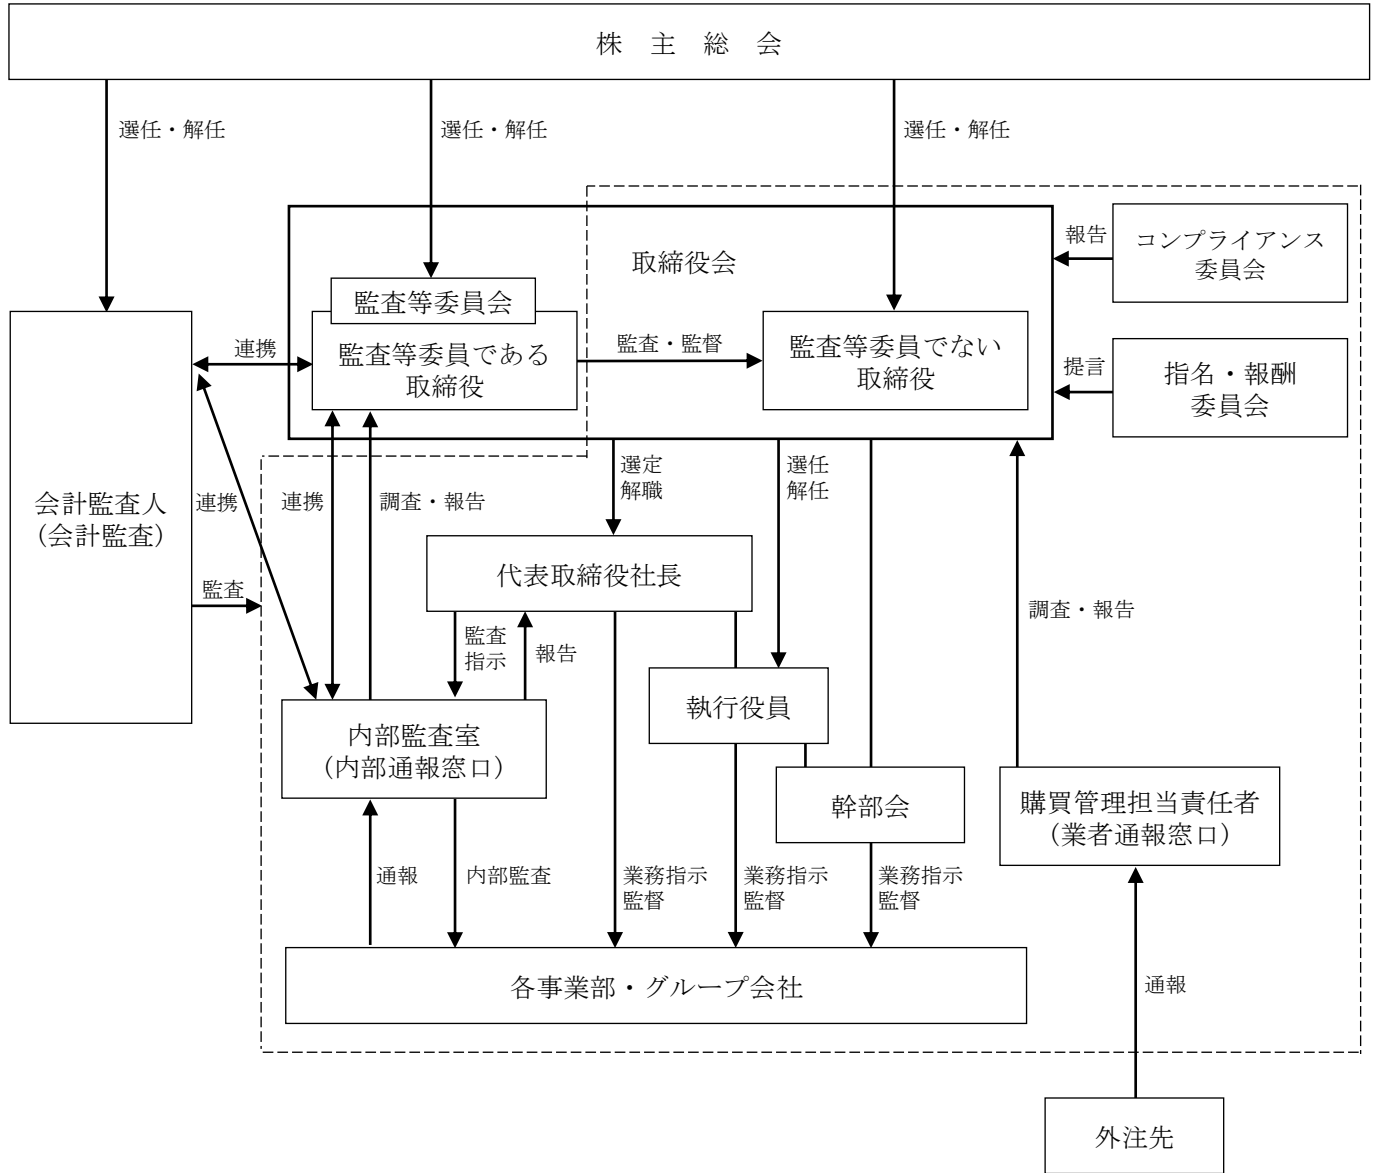 株 主 総 会
選任・解任
選任・解任
選任・解任
取締役会
報告
コンプライアンス
委員会
監査等委員会
監査等委員である
取締役
連携
監査・監督
監査等委員でない
取締役
提言
指名・報酬
委員会
会計監査人
（会計監査）
連携
連携
調査・報告
選定
解職
選任
解任
代表取締役社長
監査
監査
指示
報告
調査・報告
執行役員
内部監査室
（内部通報窓口）
幹部会
購買管理担当責任者
（業者通報窓口）
通報
内部監査
業務指示
監督
業務指示
監督
業務指示
監督
各事業部・グループ会社
通報
外注先